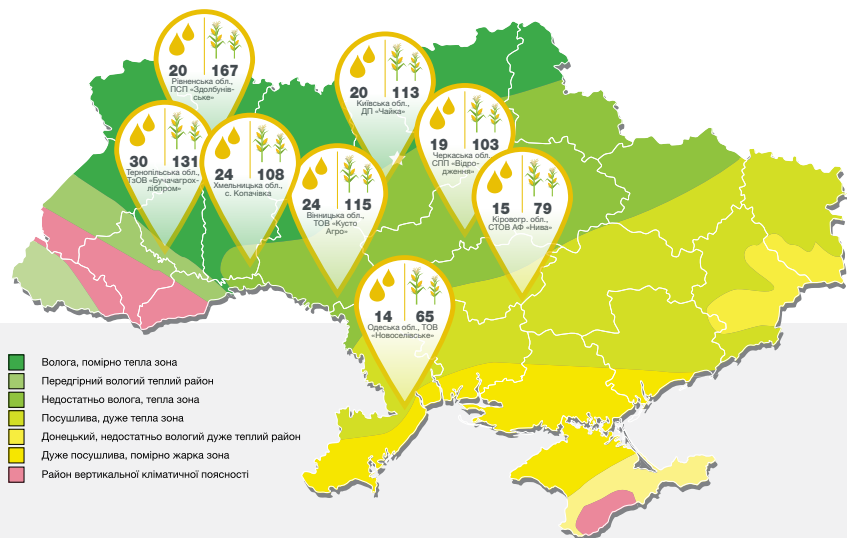 20 167
Рівненська обл.,
ПСП «Здолбунів-
ське»
20 113
Київська обл.,
ДП «Чайка»
30 131
Тернопільська обл.,
ТзОВ «Бучачагрох-
лібпром»
24 108
Хмельницька обл.,
с. Копачівка
19 103
Черкаська обл.
СПП «Відро-
дження»
24 115
Вінницька обл.,
ТОВ «Кусто
Агро»
15 79
Кіровогр. обл.,
СТОВ АФ «Нива»
14 65
Одеська обл., ТОВ
«Новоселівське»
Волога, помірно тепла зона
Передгірний вологий теплий район
Недостатньо волога, тепла зона
Посушлива, дуже тепла зона
Донецький, недостатньо вологий дуже теплий район
Дуже посушлива, помірно жарка зона
Район вертикальної кліматичної поясності